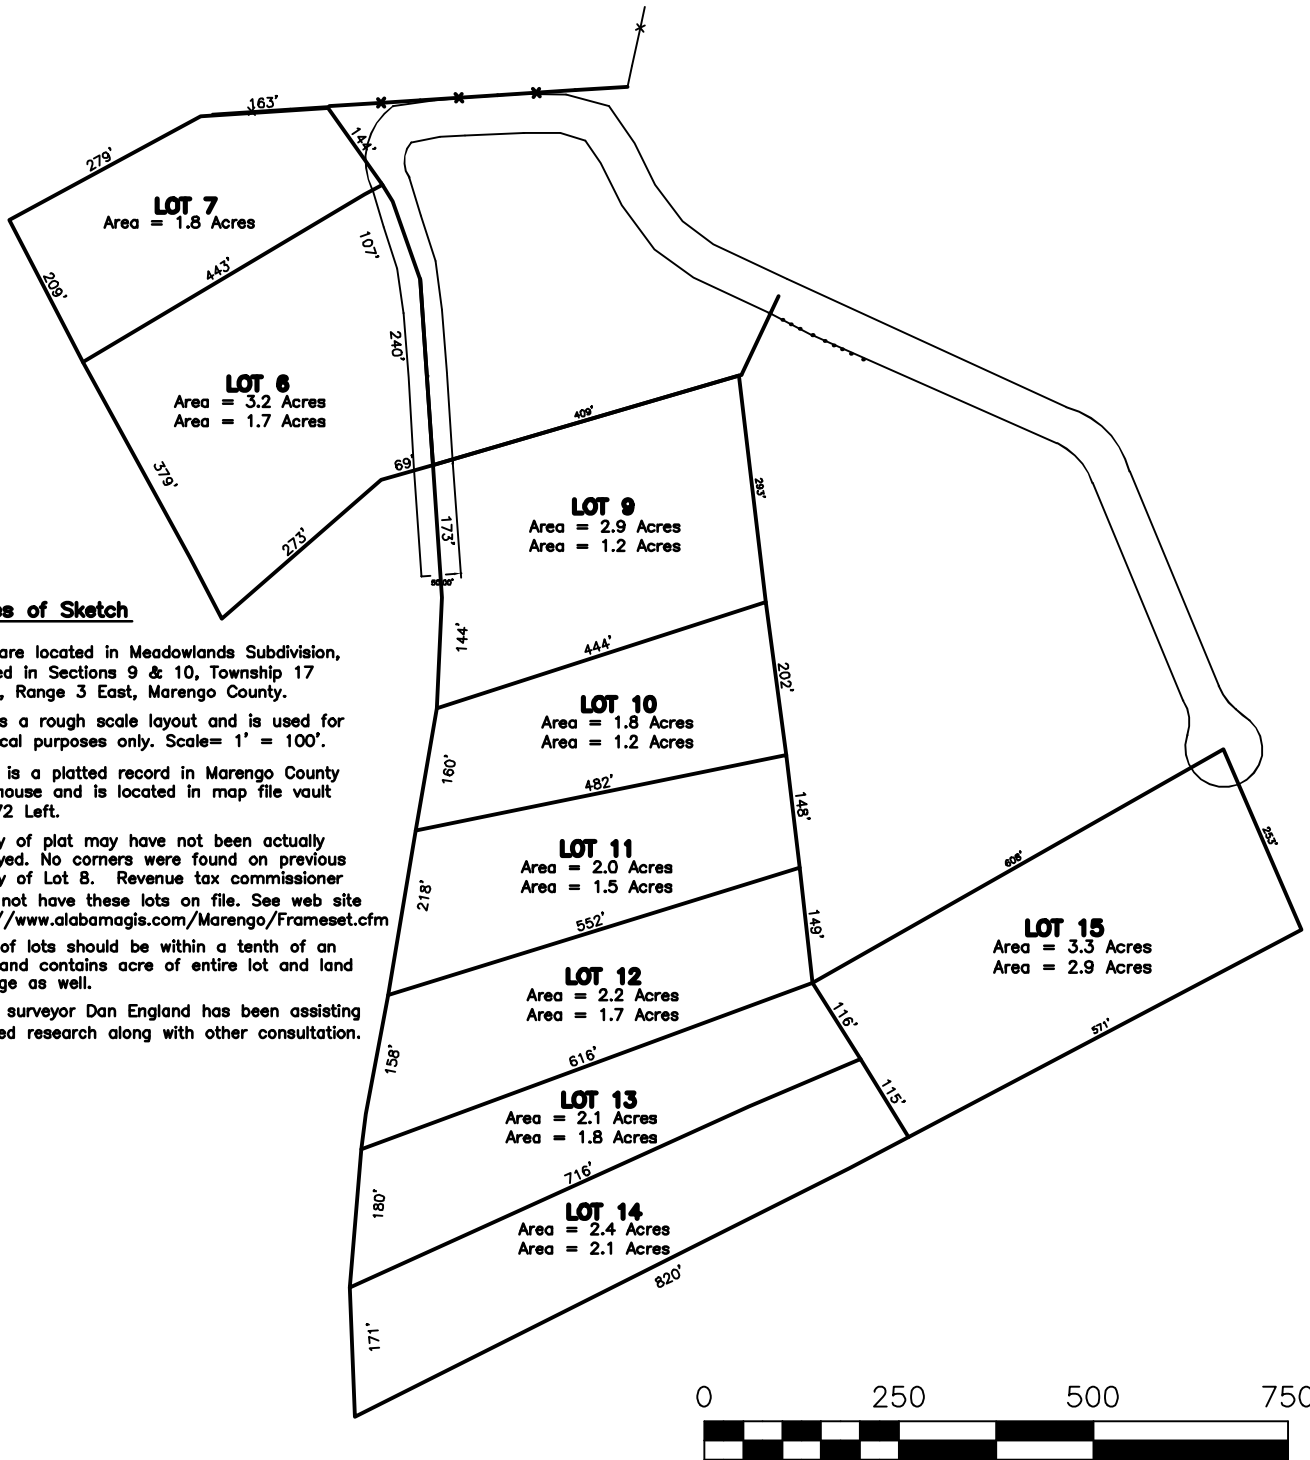 163'
279'
144'
LOT 7
Area = 1.8 Acres
107'
443'
209'
240'
LOT 6
Area = 3.2 Acres
Area = 1.7 Acres
409'
69'
379'
293'
LOT 9
Area = 2.9 Acres
Area = 1.2 Acres
173'
273'
50.00'
of Sketch
are located in Meadowlands Subdivision,
in Sections 9 & 10, Township 17
, Range 3 East, Marengo County.
a rough scale layout and is used for
purposes only. Scale= 1' = 100'.
is a platted record in Marengo County
and is located in map file vault
72 Left.
of plat may have not been actually
No corners were found on previous
of Lot 8. Revenue tax commissioner
not have these lots on file. See web site
//www.alabamagis.com/Marengo/Frameset.cfm
of lots should be within a tenth of an
and contains acre of entire lot and land
as well.
surveyor Dan England has been assisting
research along with other consultation.
144'
444'
202'
LOT 10
Area = 1.8 Acres
Area = 1.2 Acres
160'
482'
148'
LOT 11
Area = 2.0 Acres
Area = 1.5 Acres
218'
552'
149'
606'
253'
LOT 15
Area = 3.3 Acres
Area = 2.9 Acres
LOT 12
Area = 2.2 Acres
Area = 1.7 Acres
116'
571'
158'
616'
115'
LOT 13
Area = 2.1 Acres
Area = 1.8 Acres
716'
180'
LOT 14
Area = 2.4 Acres
Area = 2.1 Acres
820'
171'
0 250 500 750